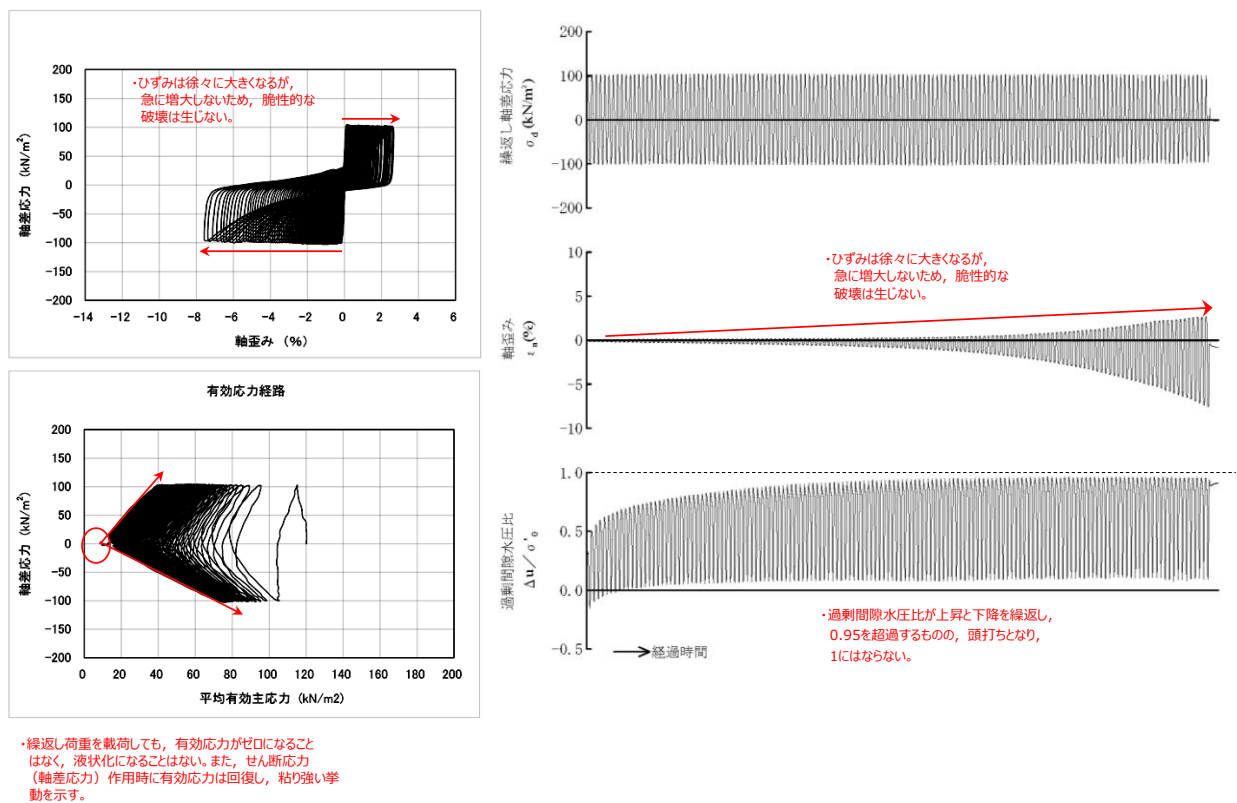 200
150
100
50
0
-50
-100
-150
-200
軸差応力 (kN/m²)
・ひずみは徐々に大きくなるが，
急に増大しないため，脆性的な
破壊は生じない。
-14 -12 -10 -8 -6 -4 -2 0 2 4 6
軸歪み (%)
有効応力経路
200
150
100
50
0
-50
-100
-150
-200
軸差応力 (kN/m²)
0 20 40 60 80 100 120 140 160 180 200
平均有効主応力 (kN/m2)
・繰返し荷重を載荷しても，有効応力がゼロになること
はなく，液状化になることはない。また，せん断応力
（軸差応力）作用時に有効応力は回復し，粘り強い挙
動を示す。
繰返し軸差応力
σd(kN/m²)
200
100
0
-100
-200
軸歪み
εa(%)
10
5
0
-5
-10
・ひずみは徐々に大きくなるが，
急に増大しないため，脆性的な
破壊は生じない。
過剰間隙水圧比
Δu／σ'0
1.0
0.5
0.0
-0.5
経過時間
・過剰間隙水圧比が上昇と下降を繰返し，
0.95を超過するものの，頭打ちとなり，
1にはならない。